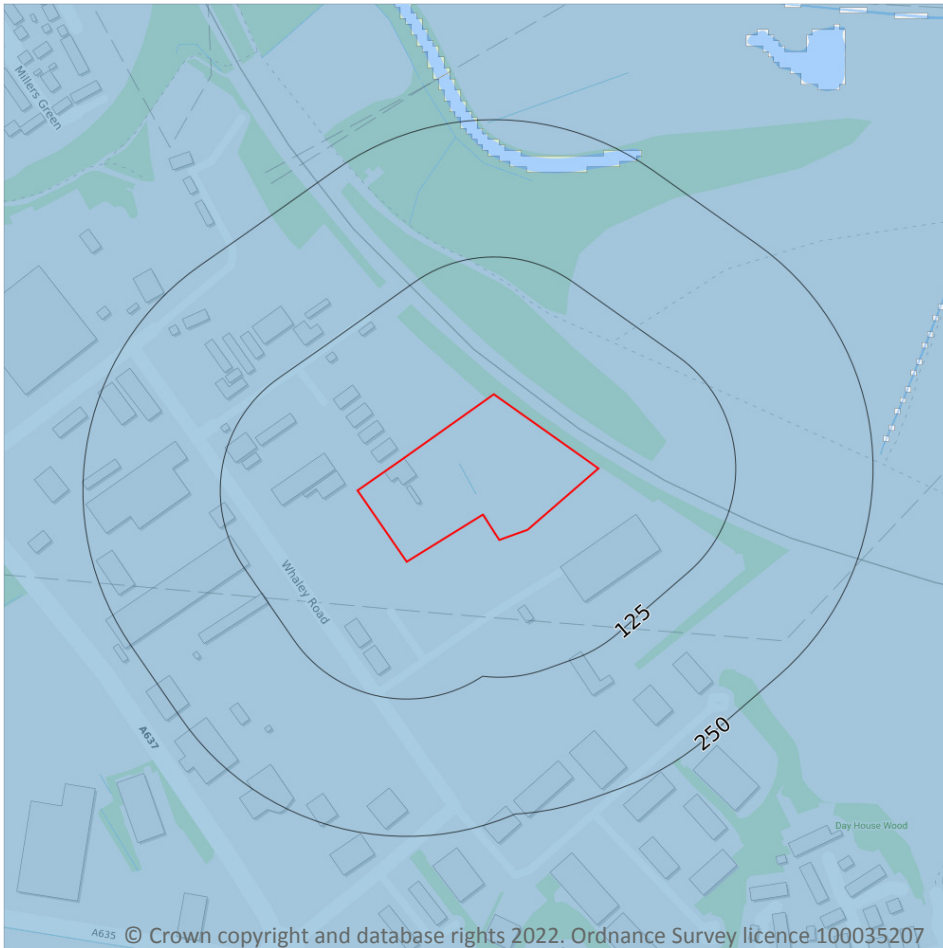 Millers Green
Whaley Road
125
250
A637
Day House Wood
A635
© Crown copyright and database rights 2022. Ordnance Survey licence 100035207